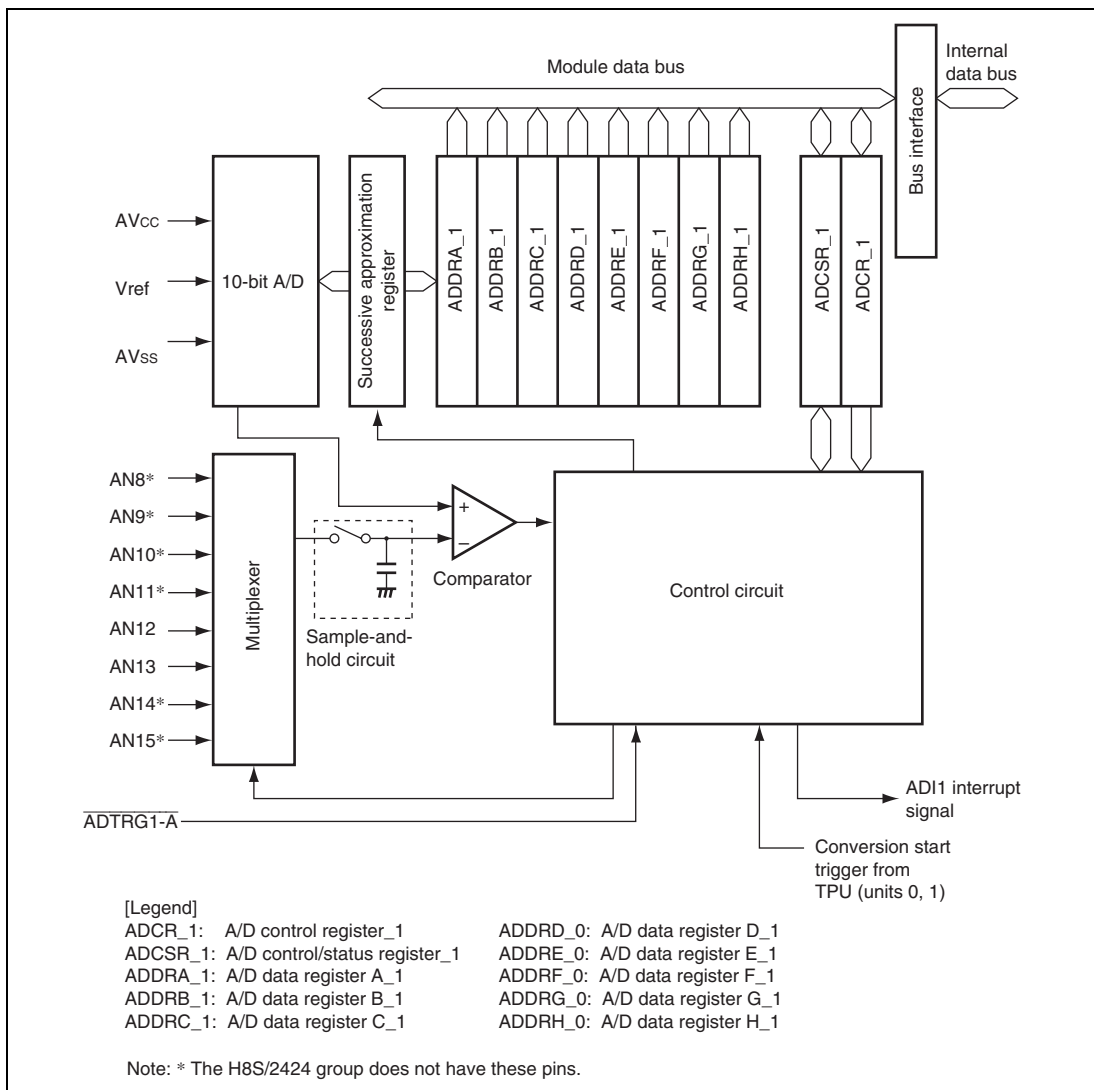 Module data bus
Internal
data bus
Bus interface
AVCC
Vref
AVSS
10-bit A/D
Successive approximation
register
ADDRA_1
ADDRB_1
ADDRC_1
ADDRD_1
ADDRE_1
ADDRF_1
ADDRG_1
ADDRH_1
ADCSR_1
ADCR_1
AN8*
AN9*
AN10*
AN11*
AN12
AN13
AN14*
AN15*
Multiplexer
+
−
Comparator
Sample-and-
hold circuit
Control circuit
ADI1 interrupt
signal
ADTRG1-A
Conversion start
trigger from
TPU (units 0, 1)
[Legend]
ADCR_1: A/D control register_1
ADCSR_1: A/D control/status register_1
ADDRA_1: A/D data register A_1
ADDRB_1: A/D data register B_1
ADDRC_1: A/D data register C_1
ADDRD_0: A/D data register D_1
ADDRE_0: A/D data register E_1
ADDRF_0: A/D data register F_1
ADDRG_0: A/D data register G_1
ADDRH_0: A/D data register H_1
Note: * The H8S/2424 group does not have these pins.